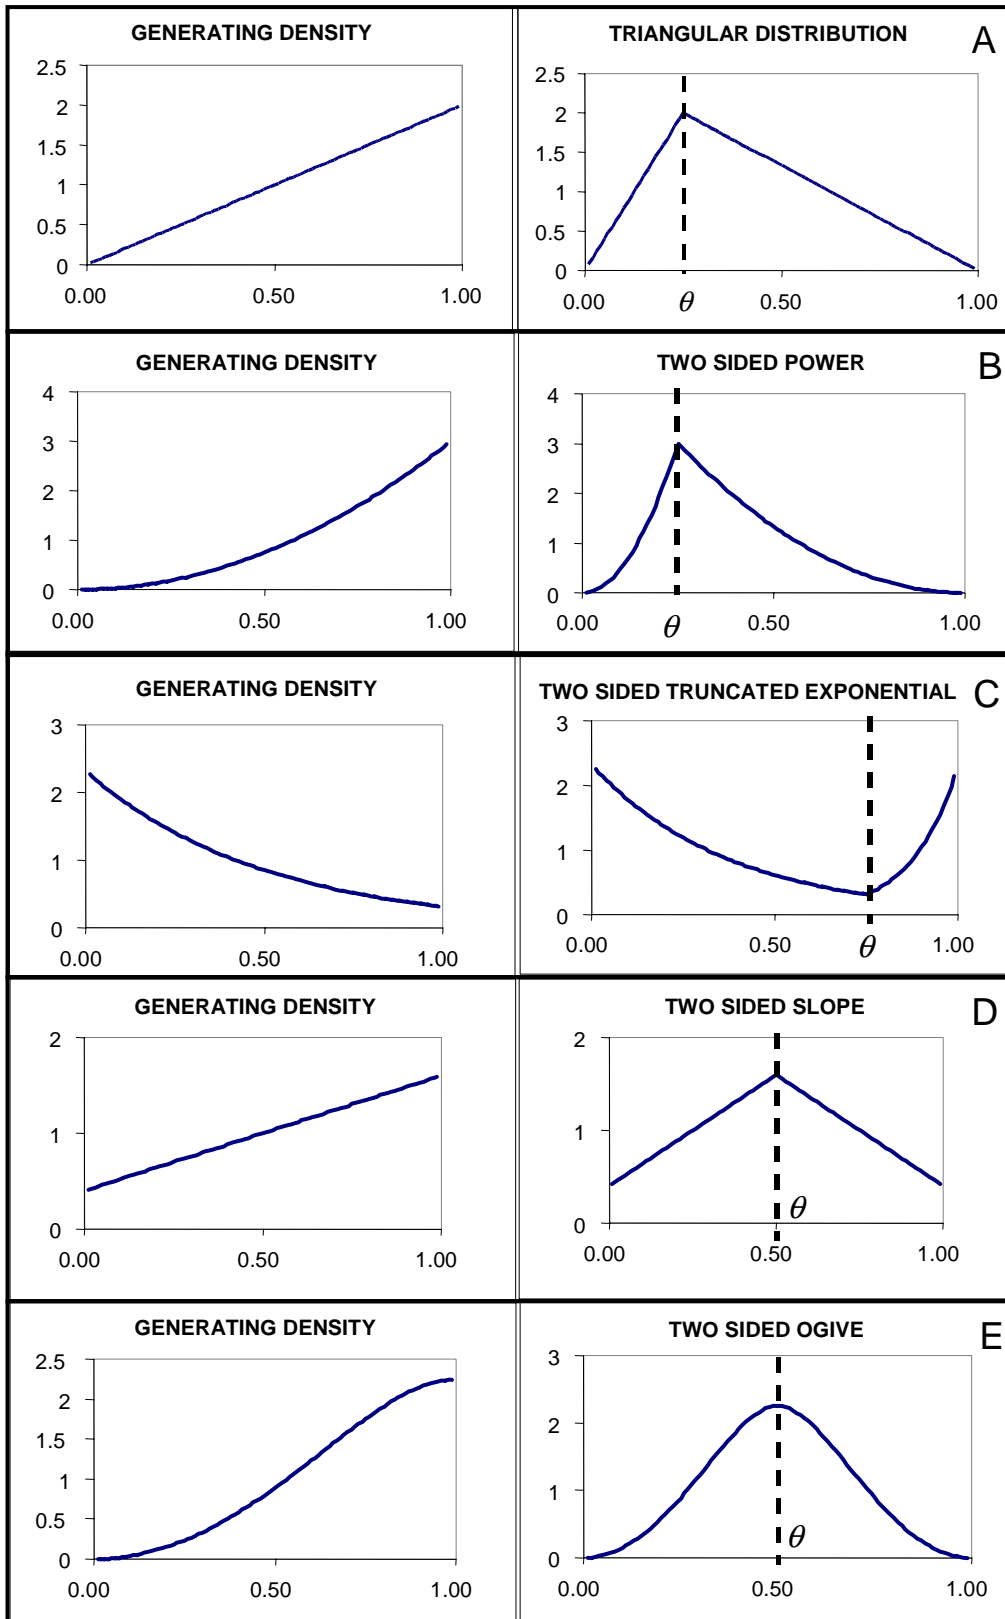 GENERATING DENSITY
2.5
2
1.5
1
0.5
0
0.00 0.50 1.00
TRIANGULAR DISTRIBUTION A
2.5
2
1.5
1
0.5
0
0.00 θ 0.50 1.00
GENERATING DENSITY
4
3
2
1
0
0.00 0.50 1.00
TWO SIDED POWER B
4
3
2
1
0
0.00 θ 0.50 1.00
GENERATING DENSITY
3
2
1
0
0.00 0.50 1.00
TWO SIDED TRUNCATED EXPONENTIAL C
3
2
1
0
0.00 0.50 θ 1.00
GENERATING DENSITY
2
1
0
0.00 0.50 1.00
TWO SIDED SLOPE D
2
1
0
θ
0.00 0.50 1.00
GENERATING DENSITY
2.5
2
1.5
1
0.5
0
0.00 0.50 1.00
TWO SIDED OGIVE E
3
2
1
θ
0
0.00 0.50 1.00